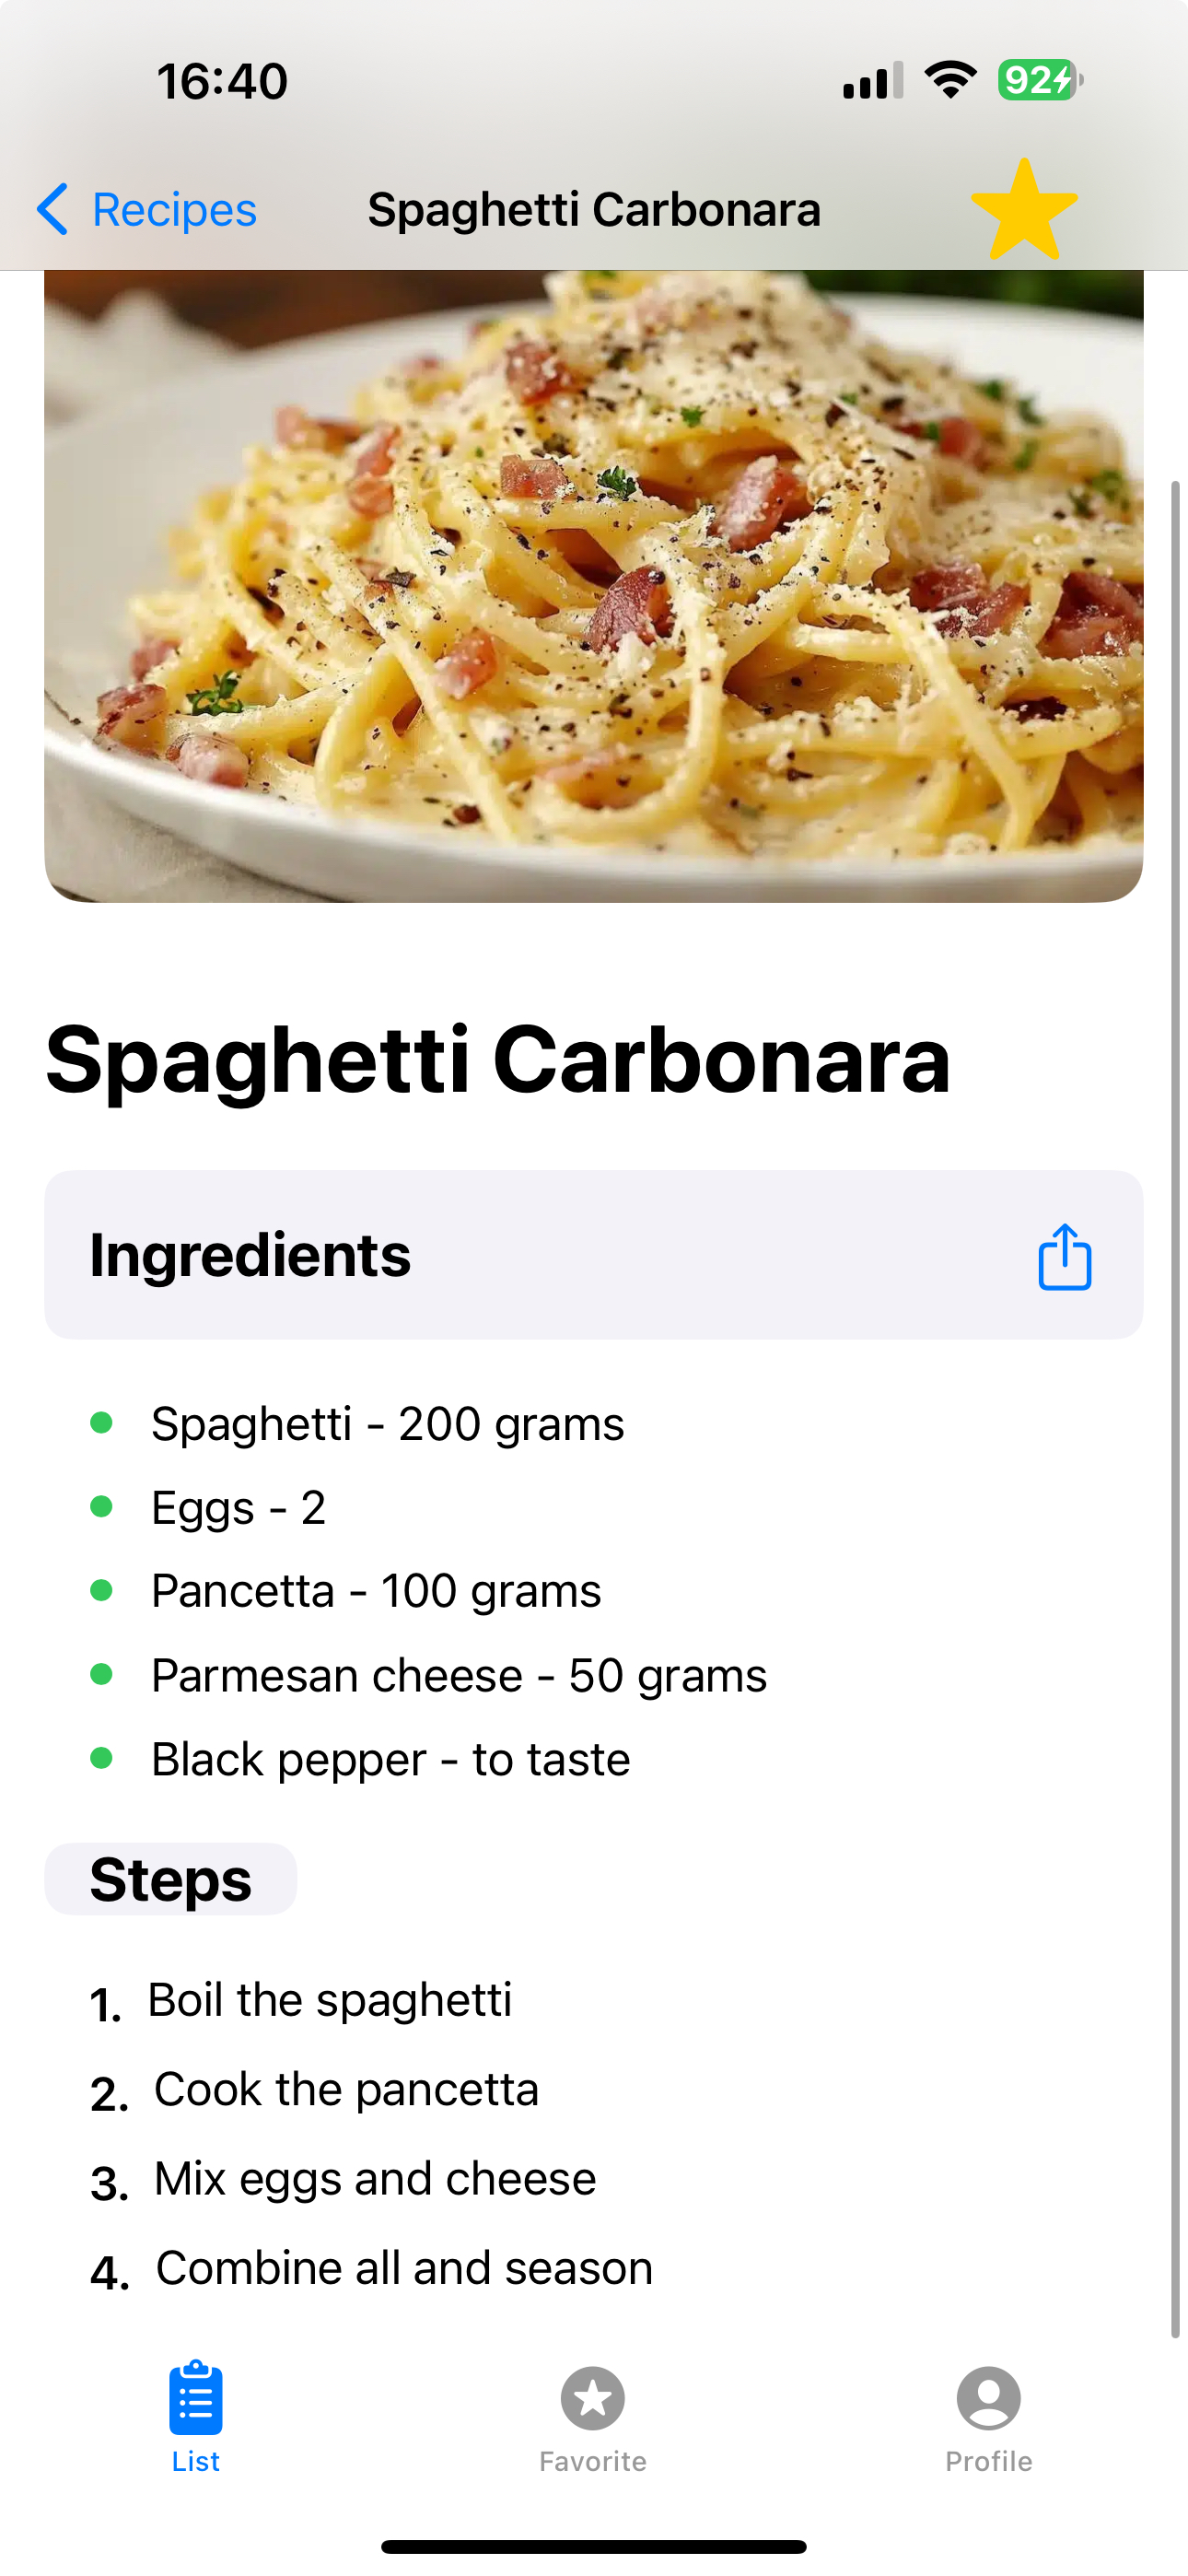 16:40
92
Recipes
Spaghetti Carbonara
Spaghetti Carbonara
Ingredients
Spaghetti - 200 grams
Eggs - 2
Pancetta - 100 grams
Parmesan cheese - 50 grams
Black pepper - to taste
Steps
1. Boil the spaghetti
2. Cook the pancetta
3. Mix eggs and cheese
4. Combine all and season
List
Favorite
Profile